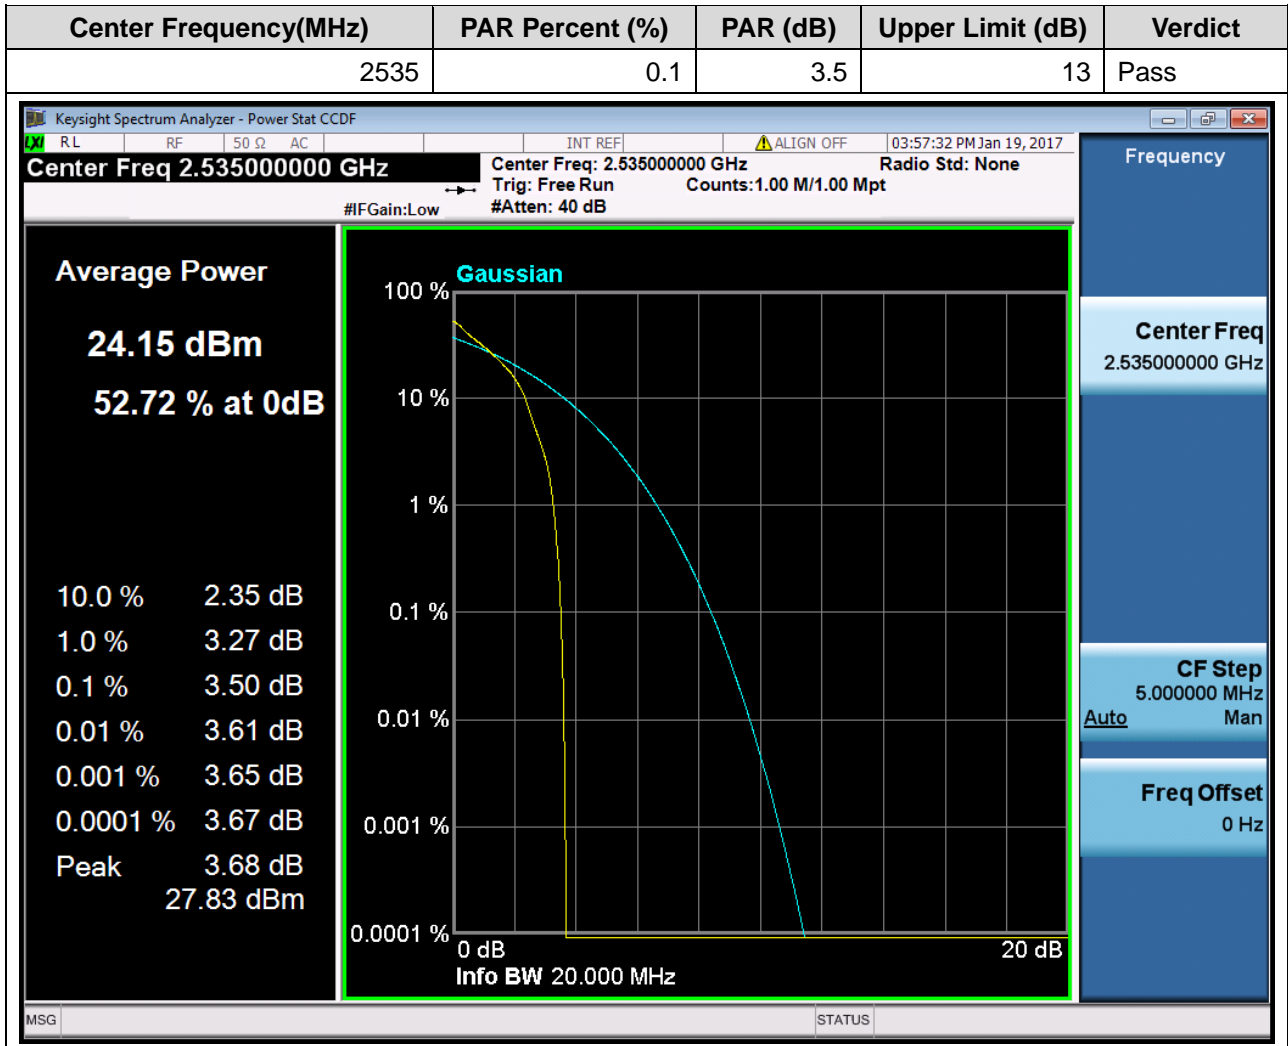 Center Frequency(MHz) PAR Percent (%) PAR (dB) Upper Limit (dB) Verdict
2535 0.1 3.5 13 Pass
Keysight Spectrum Analyzer - Power Stat CCDF
LXI RL RF 50 Ω AC INT REF ALIGN OFF 03:57:32 PM Jan 19, 2017
Center Freq 2.535000000 GHz
Center Freq: 2.535000000 GHz Radio Std: None
Trig: Free Run Counts:1.00 M/1.00 Mpt
#IFGain:Low #Atten: 40 dB
Average Power
24.15 dBm
52.72 % at 0dB
10.0 % 2.35 dB
1.0 % 3.27 dB
0.1 % 3.50 dB
0.01 % 3.61 dB
0.001 % 3.65 dB
0.0001 % 3.67 dB
Peak 3.68 dB
27.83 dBm
Gaussian
100 %
10 %
1 %
0.1 %
0.01 %
0.001 %
0.0001 %
0 dB 20 dB
Info BW 20.000 MHz
Frequency
Center Freq
2.535000000 GHz
CF Step
5.000000 MHz
Auto Man
Freq Offset
0 Hz
MSG STATUS